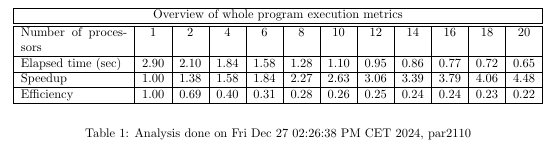 Overview of whole program execution metrics
Number of proces- 1 2 4 6 8 10 12 14 16 18 20
sors
Elapsed time (sec) 2.90 2.10 1.84 1.58 1.28 1.10 0.95 0.86 0.77 0.72 0.65
Speedup 1.00 1.38 1.58 1.84 2.27 2.63 3.06 3.39 3.79 4.06 4.48
Efficiency 1.00 0.69 0.40 0.31 0.28 0.26 0.25 0.24 0.24 0.23 0.22
Table 1: Analysis done on Fri Dec 27 02:26:38 PM CET 2024, par2110